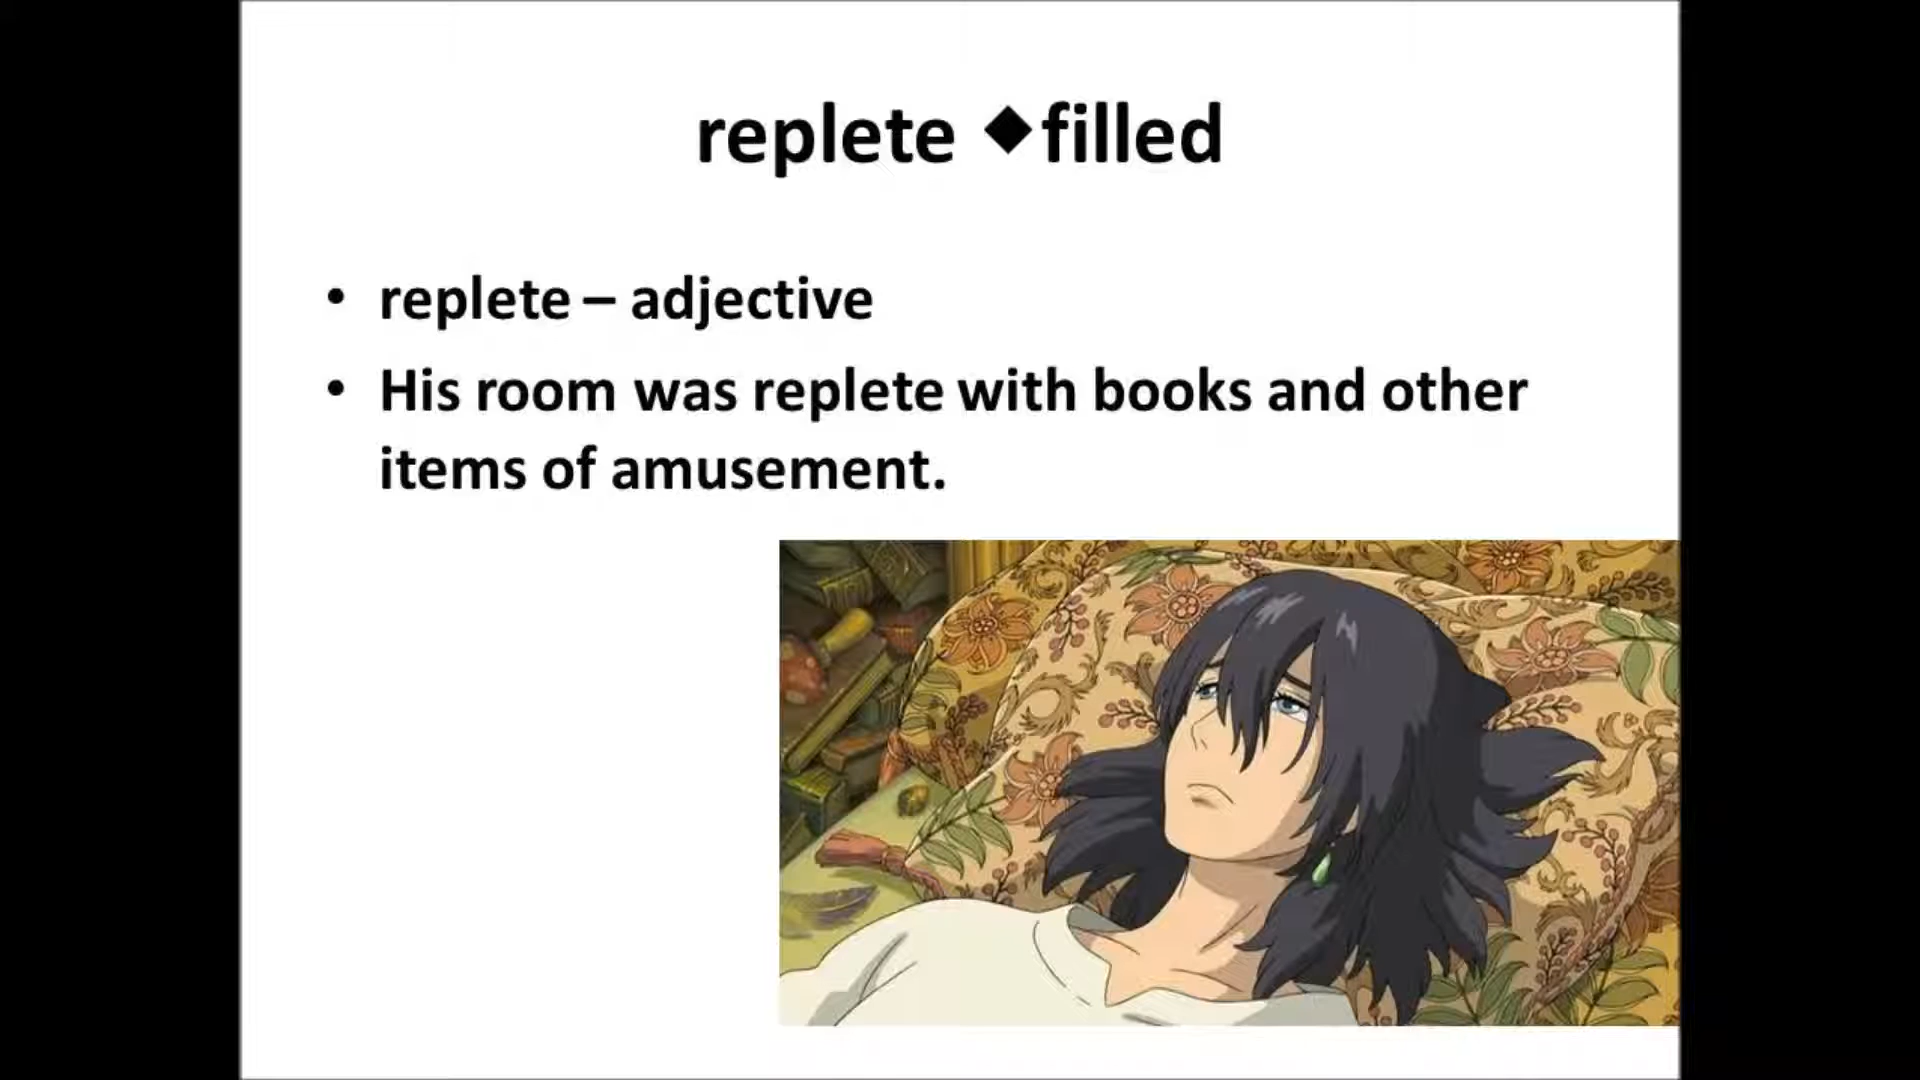 replete ◆filled
• replete – adjective
• His room was replete with books and other
items of amusement.